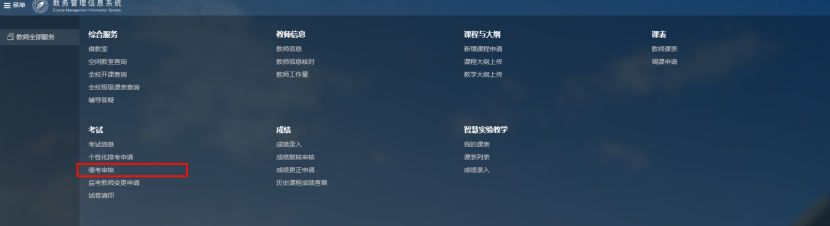 菜单
教务管理信息系统
Course Management Information System
教师全部服务
综合服务
借教室
空闲教室查询
全校开课查询
全校班级课表查询
辅导答疑
教师信息
教师信息
教师信息核对
教师工作量
课程与大纲
新增课程申请
课程大纲上传
教学大纲上传
课表
教师课表
调课申请
考试
考试信息
个性化排考申请
缓考审核
监考教师变更申请
试卷请印
成绩
成绩录入
成绩复核审核
成绩更正申请
历史课程成绩查看
智慧实验教学
我的课表
课表列表
成绩录入